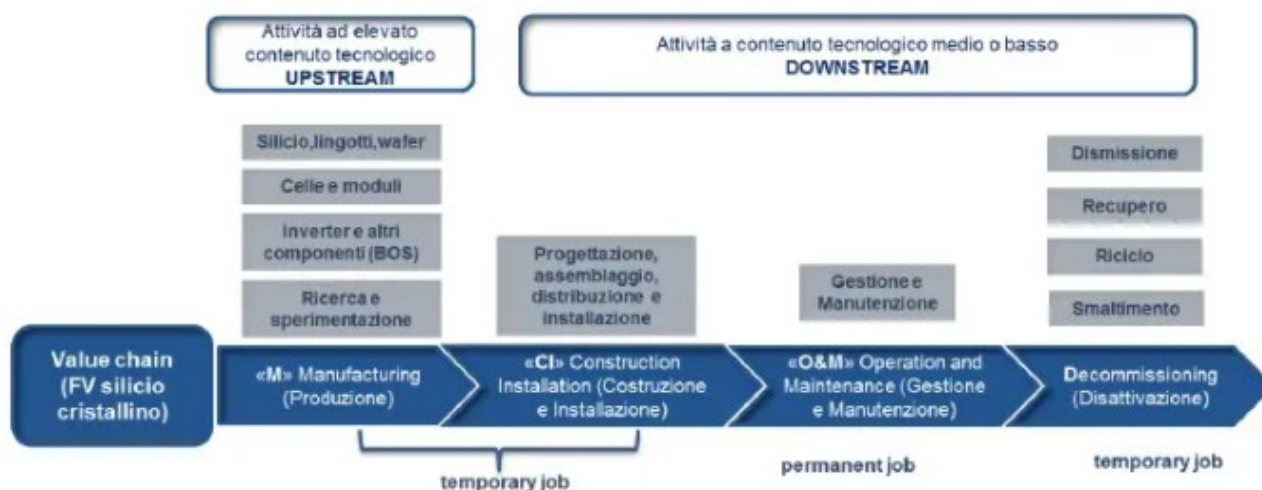 Attività ad elevato
contenuto tecnologico
UPSTREAM
Attività a contenuto tecnologico medio o basso
DOWNSTREAM
Silicio,lingotti,wafer
Celle e moduli
Inverter e altri
componenti (BOS)
Ricerca e
sperimentazione
Progettazione,
assemblaggio,
distribuzione e
installazione
Gestione e
Manutenzione
Dismissione
Recupero
Riciclo
Smaltimento
Value chain
(FV silicio
cristallino)
«M» Manufacturing
(Produzione)
«CI» Construction
Installation (Costruzione
e Installazione)
«O&M» Operation and
Maintenance (Gestione
e Manutenzione)
Decommissioning
(Disattivazione)
temporary job
permanent job
temporary job